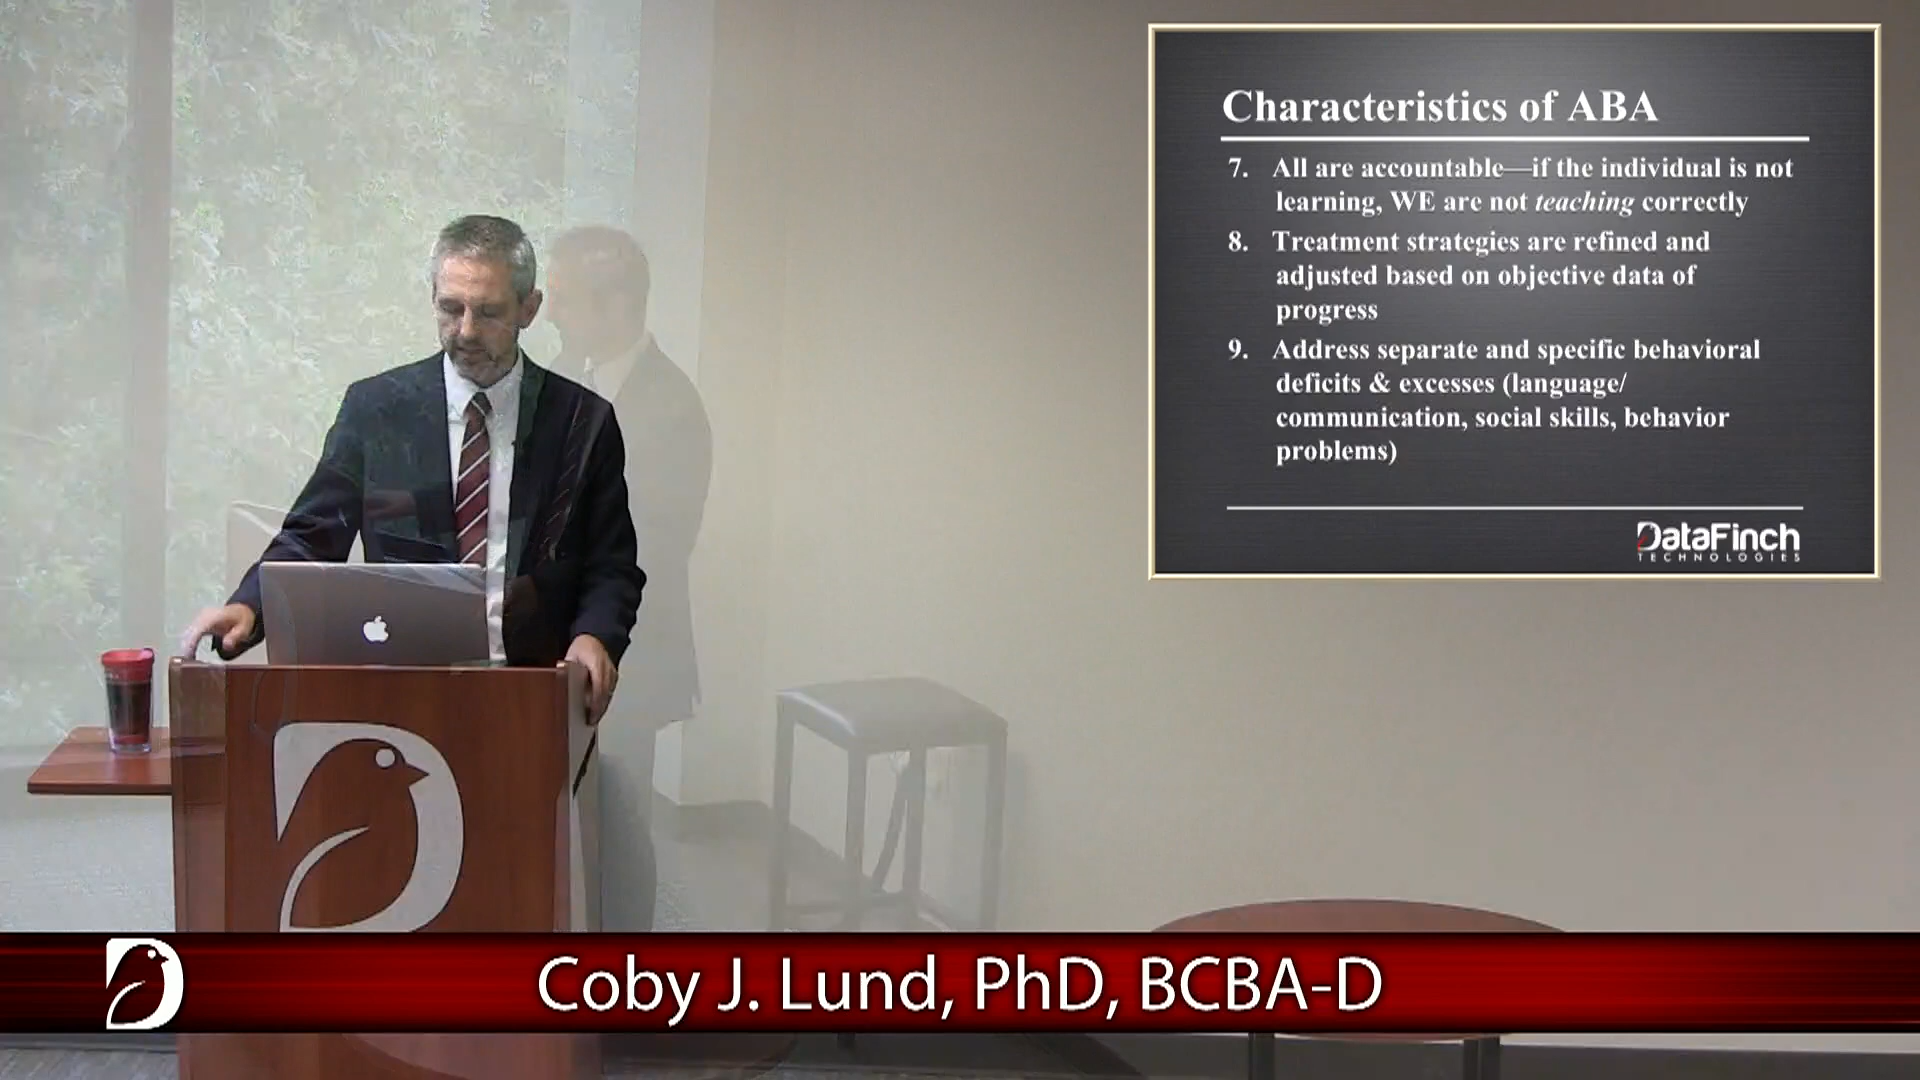 Characteristics of ABA
7. All are accountable—if the individual is not
learning, WE are not teaching correctly
8. Treatment strategies are refined and
adjusted based on objective data of
progress
9. Address separate and specific behavioral
deficits & excesses (language/
communication, social skills, behavior
problems)
DataFinch
TECHNOLOGIES
Coby J. Lund, PhD, BCBA-D